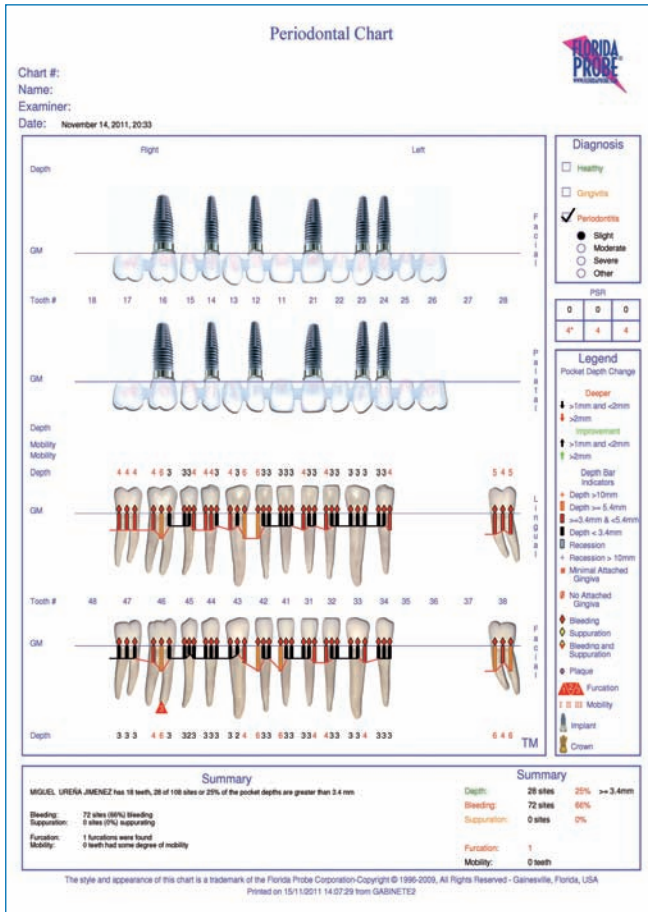 Periodontal Chart
FLORIDA
PROBE
Chart #:
Name:
Examiner:
Date: November 14, 2011, 20:33
Right Left
Depth
GM
Facial
Tooth # 18 17 16 15 14 13 12 11 21 22 23 24 25 26 27 28
GM
Palatal
Depth
Mobility
Mobility
Depth 4 4 4 4 6 3 3 3 4 4 4 3 4 3 6 6 3 3 3 3 3 4 3 3 4 3 3 3 3 3 3 3 4 5 4 5
GM
Lingual
Tooth # 48 47 46 45 44 43 42 41 31 32 33 34 35 36 37 38
GM
Facial
Depth 3 3 3 4 6 3 3 2 3 3 3 3 3 2 4 4 6 3 3 6 3 3 3 3 4 4 3 3 3 3 4 3 3 3 6 4 6
TM
Diagnosis
Healthy
Gingivitis
Periodontitis
Slight
Moderate
Severe
Other
PSR
0 0 0
4* 4 4
Legend
Pocket Depth Change
Deeper
>1mm and <2mm
>2mm
Improvement
>1mm and <2mm
>2mm
Depth Bar
Indicators
Depth >10mm
Depth >= 5.4mm
>=3.4mm & <5.4mm
Depth < 3.4mm
Recession
Recession > 10mm
Minimal Attached
Gingiva
No Attached
Gingiva
Bleeding
Suppuration
Bleeding and
Suppuration
Plaque
Furcation
I II III Mobility
Implant
Crown
Summary
MIGUEL UREÑA JIMENEZ has 18 teeth, 28 of 108 sites or 25% of the pocket depths are greater than 3.4 mm
Bleeding: 72 sites (66%) bleeding
Suppuration: 0 sites (0%) suppurating
Furcation: 1 furcations were found
Mobility: 0 teeth had some degree of mobility
Summary
Depth: 28 sites 25% >= 3.4mm
Bleeding: 72 sites 66%
Suppuration: 0 sites 0%
Furcation: 1
Mobility: 0 teeth
The style and appearance of this chart is a trademark of the Florida Probe Corporation-Copyright © 1996-2009, All Rights Reserved - Gainesville, Florida, USA
Printed on 15/11/2011 14:07:29 from GABINETE2